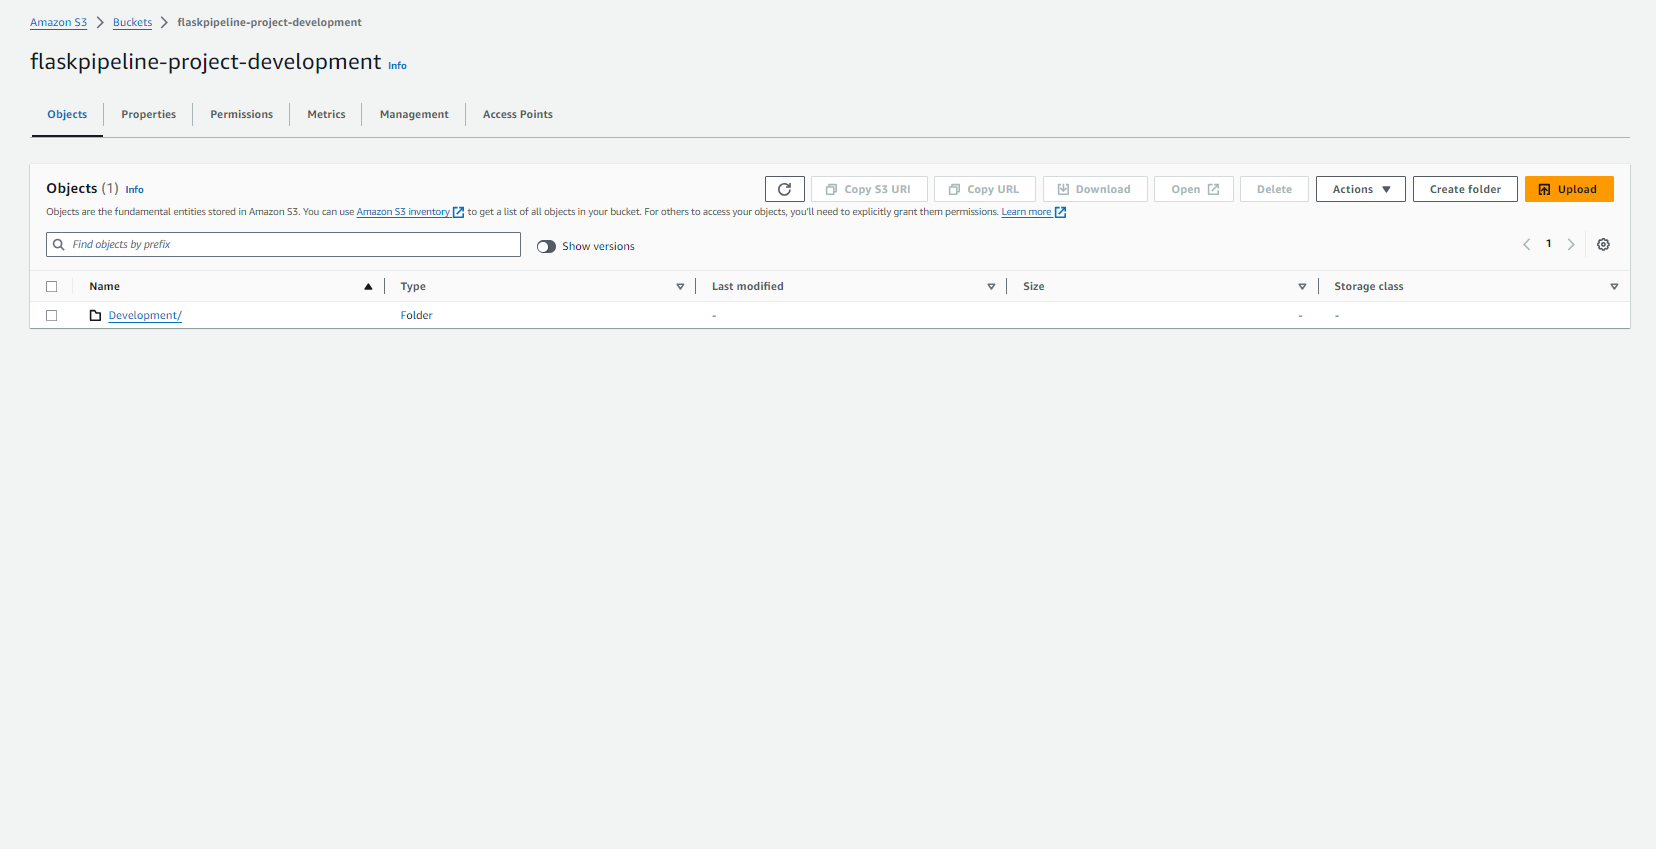 Amazon S3 > Buckets > flaskpipeline-project-development
flaskpipeline-project-development Info
Objects Properties Permissions Metrics Management Access Points
Objects (1) Info
Copy S3 URI Copy URL Download Open Delete Actions Create folder Upload
Objects are the fundamental entities stored in Amazon S3. You can use Amazon S3 inventory to get a list of all objects in your bucket. For others to access your objects, you'll need to explicitly grant them permissions. Learn more
Find objects by prefix Show versions 1
Name Type Last modified Size Storage class
Development/ Folder - - -